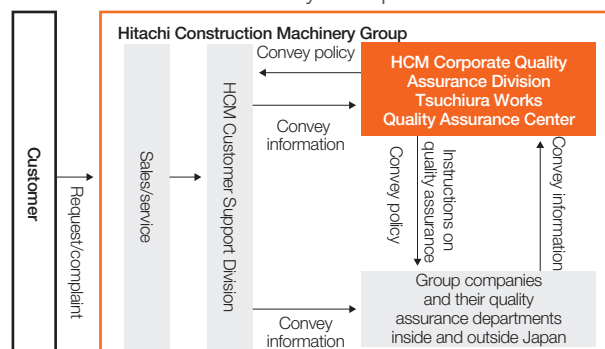 Hitachi Construction Machinery Group
Convey policy
HCM Corporate Quality
Assurance Division
Tsuchiura Works
Quality Assurance Center
Customer
Request/complaint
Sales/service
HCM Customer Support Division
Convey
information
Convey policy
Instructions on
quality assurance
Convey information
Group companies
and their quality
assurance departments
inside and outside Japan
Convey
information